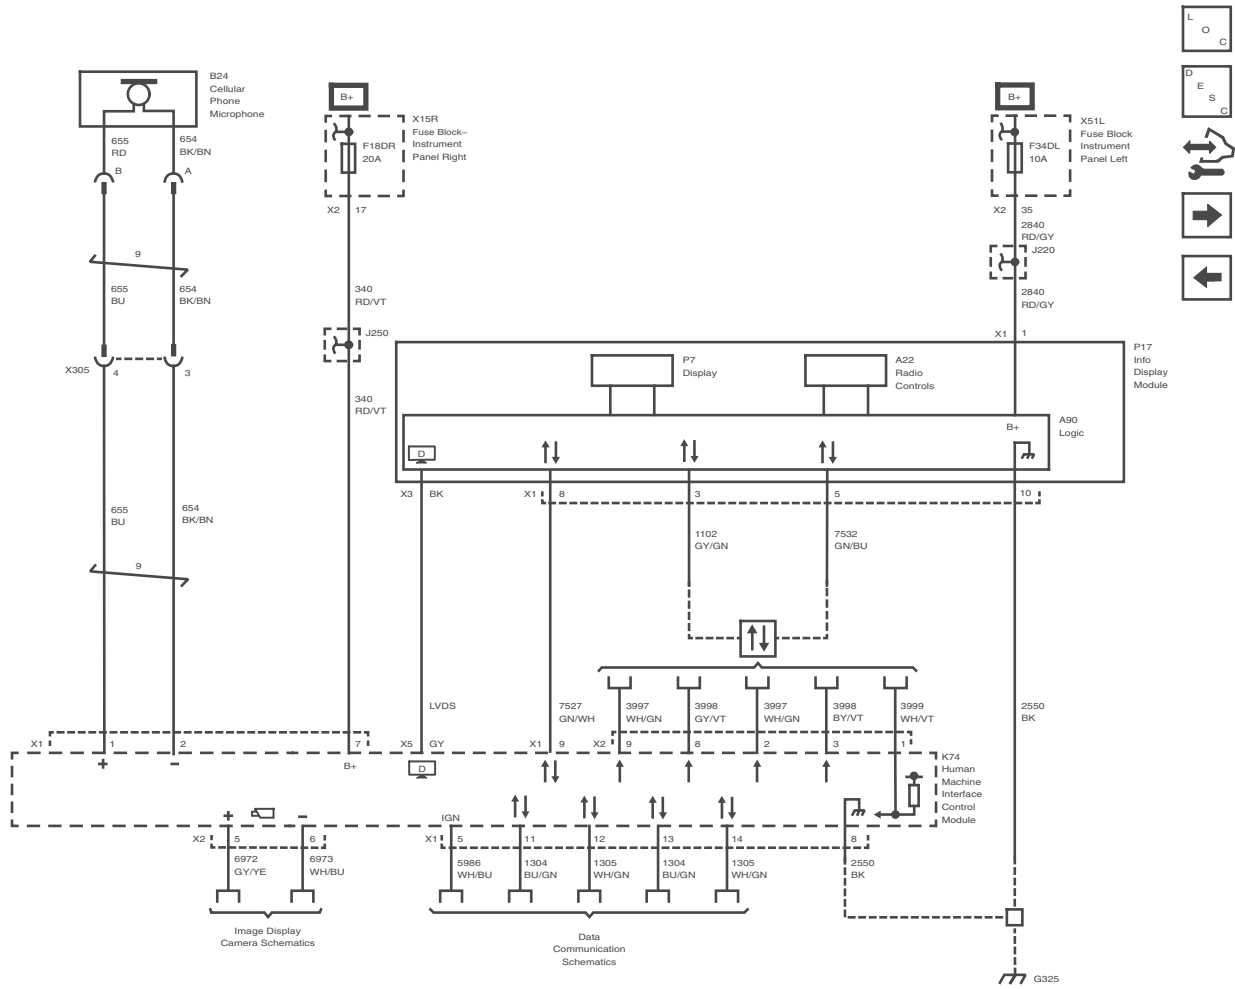 L
O
C
D
E
S
C
B24
Cellular
Phone
Microphone
655
RD
654
BK/BN
B
A
9
655
BU
654
BK/BN
X305
4
3
655
BU
654
BK/BN
9
B+
X15R
Fuse Block–
Instrument
Panel Right
F18DR
20A
X2
17
340
RD/VT
J250
340
RD/VT
B+
X51L
Fuse Block
Instrument
Panel Left
F34DL
10A
X2
35
2840
RD/GY
J220
2840
RD/GY
X1
1
P17
Info
Display
Module
P7
Display
A22
Radio
Controls
B+
A90
Logic
D
X3
BK
X1
8
3
5
10
1102
GY/GN
7532
GN/BU
LVDS
7527
GN/WH
3997
WH/GN
3998
GY/VT
3997
WH/GN
3998
BY/VT
3999
WH/VT
2550
BK
X1
1
2
7
X5
GY
X1
9
X2
9
8
2
3
1
+
–
B+
D
K74
Human
Machine
Interface
Control
Module
+
–
IGN
X2
5
6
X1
5
11
12
13
14
8
6972
GY/YE
6973
WH/BU
5986
WH/BU
1304
BU/GN
1305
WH/GN
1304
BU/GN
1305
WH/GN
2550
BK
Image Display
Camera Schematics
Data
Communication
Schematics
G325